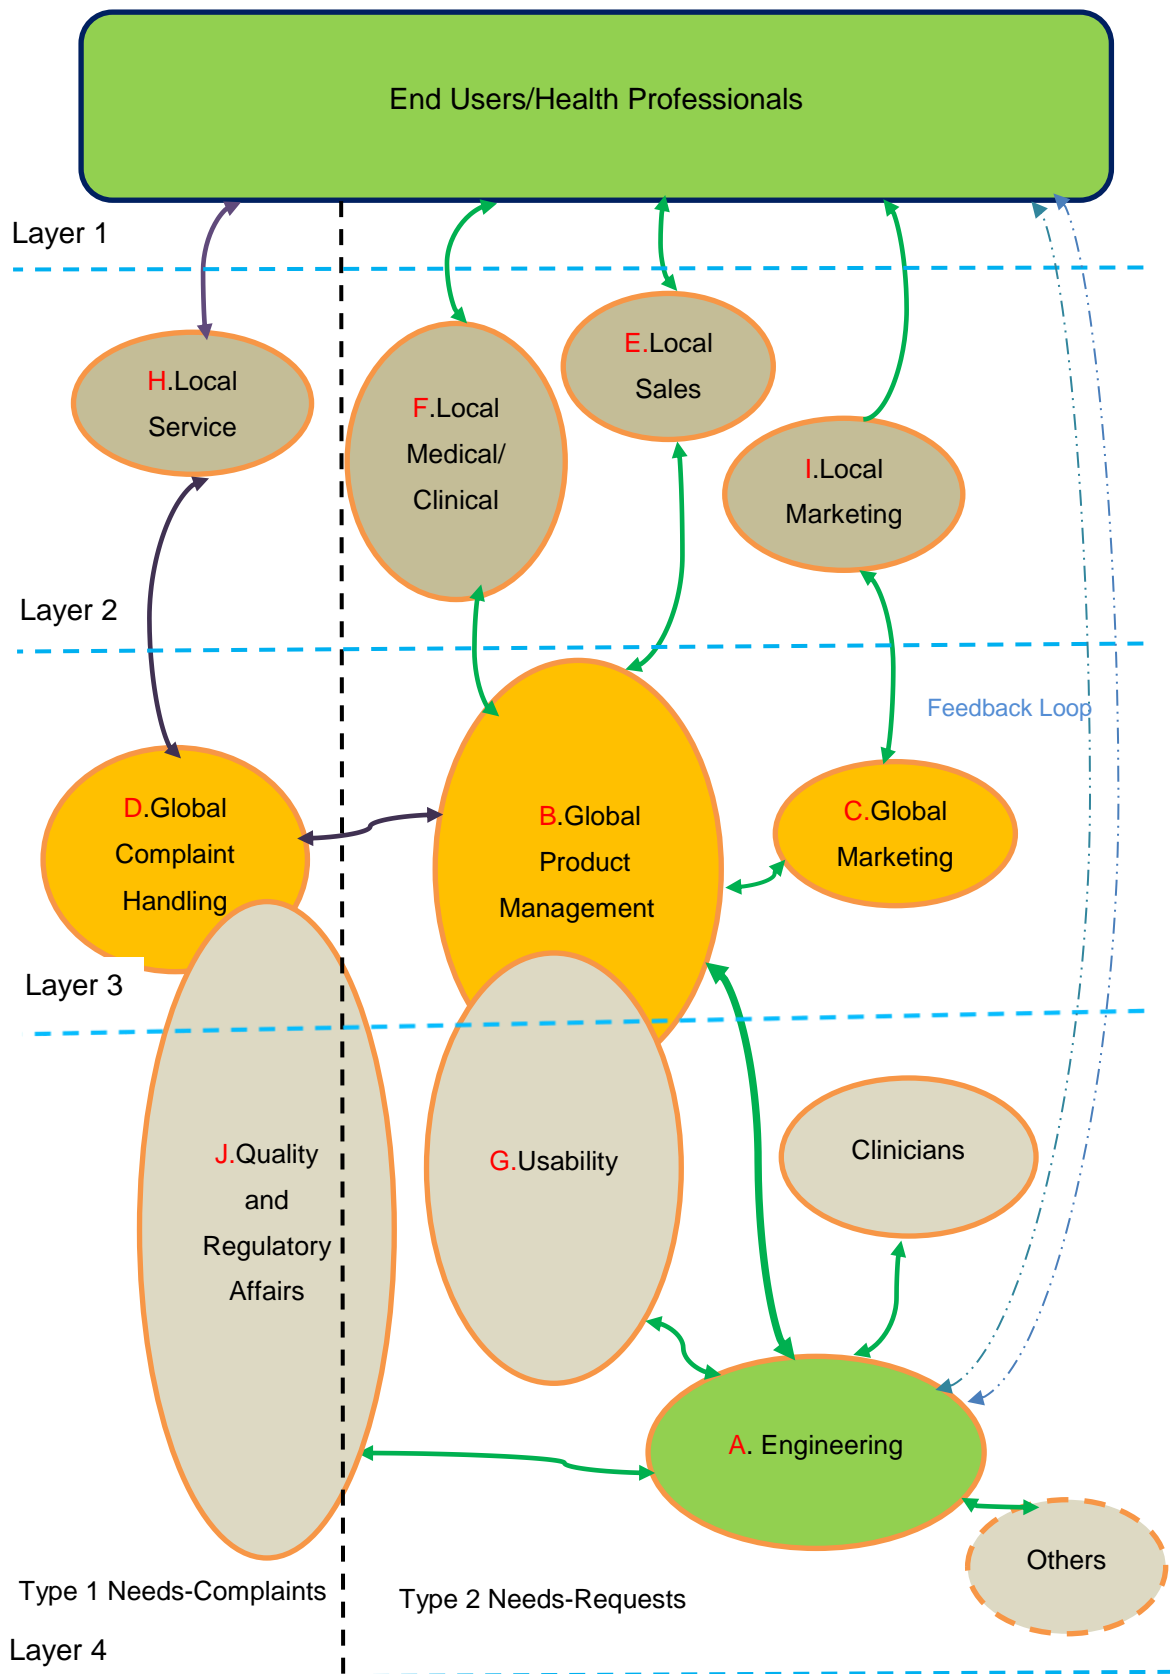 End Users/Health Professionals
Layer 1
H.Local
Service
F.Local
Medical/
Clinical
E.Local
Sales
I.Local
Marketing
Layer 2
Feedback Loop
D.Global
Complaint
Handling
B.Global
Product
Management
C.Global
Marketing
Layer 3
J.Quality
and
Regulatory
Affairs
G.Usability
Clinicians
A. Engineering
Others
Type 1 Needs-Complaints
Type 2 Needs-Requests
Layer 4